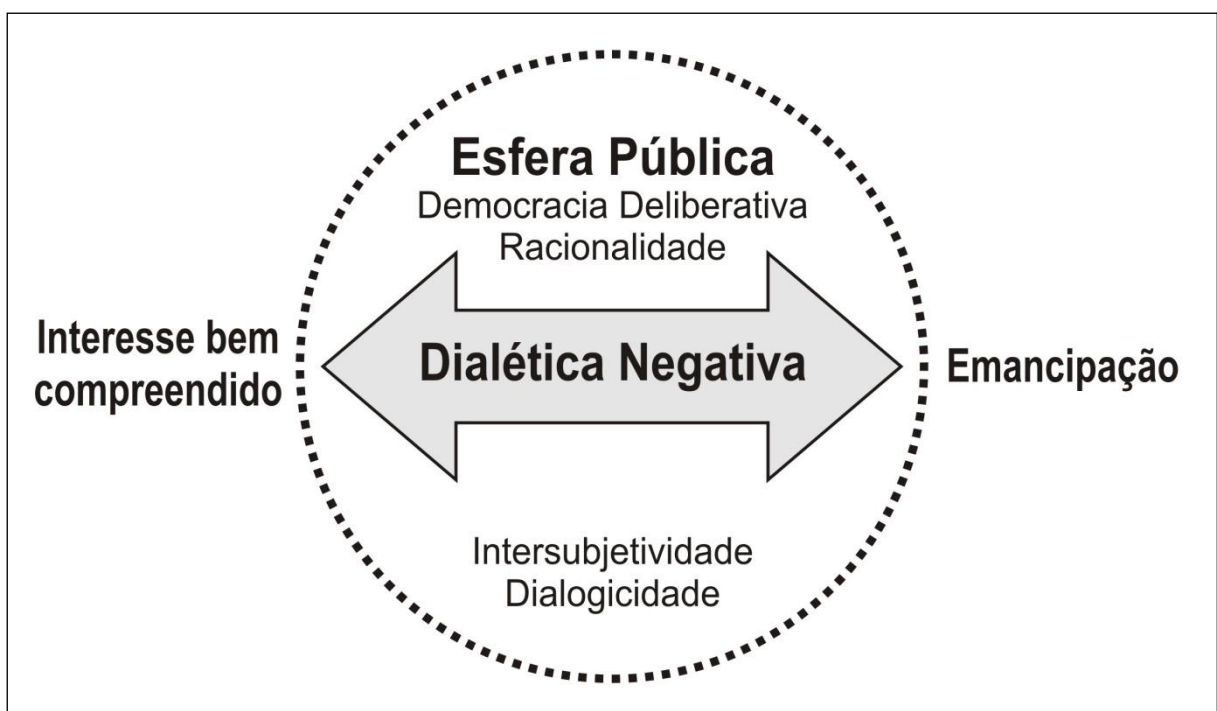 Esfera Pública
Democracia Deliberativa
Racionalidade
Interesse bem
compreendido
Dialética Negativa
Emancipação
Intersubjetividade
Dialogicidade